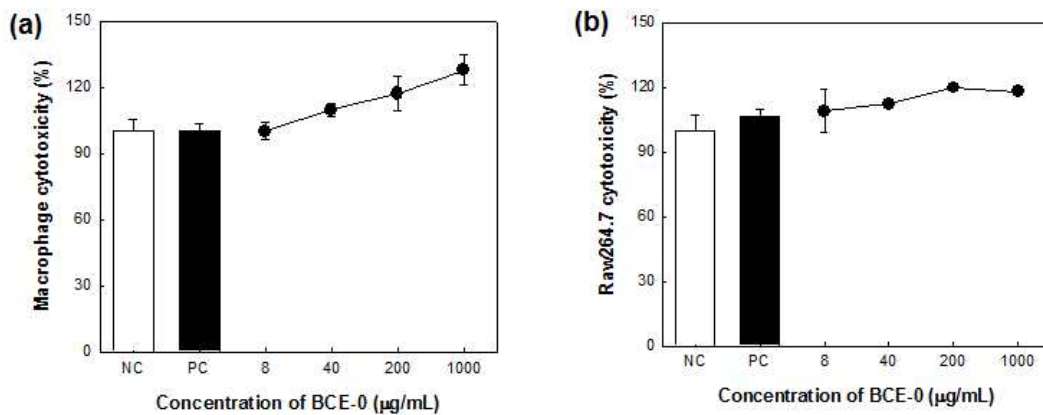 (a)
150
120
90
60
30
0
Macrophage cytotoxicity (%)
NC PC 8 40 200 1000
Concentration of BCE-0 (μg/mL)
(b)
150
120
90
60
30
0
Raw264.7 cytotoxicity (%)
NC PC 8 40 200 1000
Concentration of BCE-0 (μg/mL)